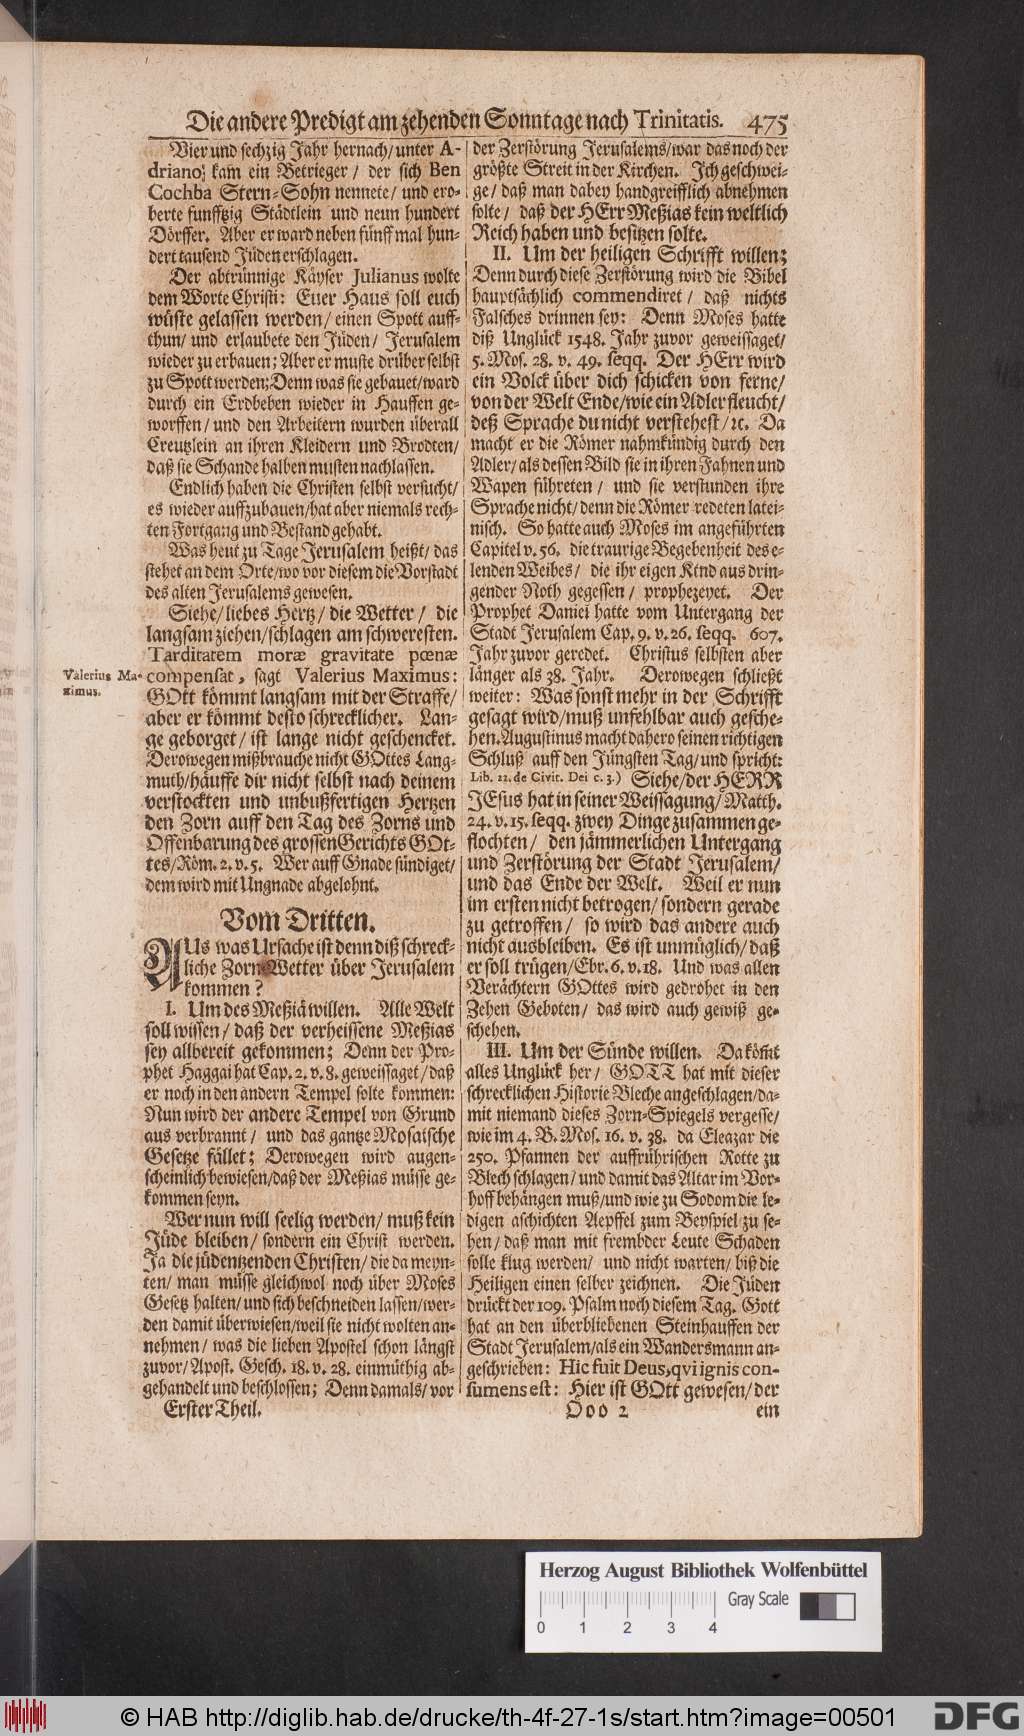 Die andere Predigt am zehenden Sonntage nach Trinitatis. 475
Vier und sechzig Jahr hernach/ unter A-
driano, kam ein Betrieger/ der sich Ben
Cochba Stern-Sohn nennete/ und ero-
berte funfftzig Städtlein und neun hundert
Dörffer. Aber er ward neben fünff mal hun-
dert tausend Jüden erschlagen.
Der abtrünnige Käyser Julianus wolte
dem Worte Christi: Euer Haus soll euch
wüste gelassen werden/ einen Spott auff-
thun/ und erlaubete den Jüden/ Jerusalem
wieder zu erbauen; Aber er muste drüber selbst
zu Spott werden; Denn was sie gebauet/ ward
durch ein Erdbeben wieder in Hauffen ge-
worffen/ und den Arbeitern wurden überall
Creutzlein an ihren Kleidern und Brodten/
daß sie Schande halben musten nachlassen.
Endlich haben die Christen selbst versucht/
es wieder auffzubauen/ hat aber niemals rech-
ten Fortgang und Bestand gehabt.
Was heut zu Tage Jerusalem heißt/ das
stehet an dem Orte/ wo vor diesem die Vorstadt
des alten Jerusalems gewesen.
Siehe/ liebes Hertz/ die Wetter/ die
langsam ziehen/ schlagen am schweresten.
Tarditatem moræ gravitate pœnæ
compensat, sagt Valerius Maximus:
Valerius Ma-
ximus.
GOtt kömmt langsam mit der Straffe/
aber er kömmt desto schrecklicher. Lan-
ge geborget/ ist lange nicht geschencket.
Derowegen mißbrauche nicht GOttes Lang-
muth/ häuffe dir nicht selbst nach deinem
verstockten und unbußfertigen Hertzen
den Zorn auff den Tag des Zorns und
Offenbarung des grossen Gerichts GOt-
tes/ Röm. 2. v. 5. Wer auff Gnade sündiget/
dem wird mit Ungnade abgelohnt.
Vom Dritten.
AUs was Ursache ist denn diß schreck-
liche Zorn-Wetter über Jerusalem
kommen?
I. Um des Meßiä willen. Alle Welt
soll wissen/ daß der verheissene Meßias
sey allbereit gekommen; Denn der Pro-
phet Haggai hat Cap. 2. v. 8. geweissaget/ daß
er noch in den andern Tempel solte kommen:
Nun wird der andere Tempel von Grund
aus verbrannt/ und das gantze Mosaische
Gesetze fället; Derowegen wird augen-
scheinlich bewiesen/ daß der Meßias müsse ge-
kommen seyn.
Wer nun will seelig werden/ muß kein
Jüde bleiben/ sondern ein Christ werden.
Ja die jüdentzenden Christen/ die da meyn-
ten/ man müsse gleichwol noch über Moses
Gesetz halten/ und sich beschneiden lassen/ wer-
den damit überwiesen/ weil sie nicht wolten an-
nehmen/ was die lieben Apostel schon längst
zuvor/ Apost. Gesch. 18. v. 28. einmüthig ab-
gehandelt und beschlossen; Denn damals/ vor
Erster Theil.
der Zerstörung Jerusalems/ war das noch der
größte Streit in der Kirchen. Ich geschwei-
ge/ daß man dabey handgreifflich abnehmen
solte/ daß der HErr Meßias kein weltlich
Reich haben und besitzen solte.
II. Um der heiligen Schrifft willen;
Denn durch diese Zerstörung wird die Bibel
hauptsächlich commendiret/ daß nichts
Falsches drinnen sey: Denn Moses hatte
diß Unglück 1548. Jahr zuvor geweissaget/
5. Mos. 28. v. 49. seqq. Der HErr wird
ein Volck über dich schicken von ferne/
von der Welt Ende/ wie ein Adler fleucht/
deß Sprache du nicht verstehest/ ꝛc. Da
macht er die Römer nahmkündig durch den
Adler/ als dessen Bild sie in ihren Fahnen und
Wapen führeten/ und sie verstunden ihre
Sprache nicht/ denn die Römer redeten latei-
nisch. So hatte auch Moses im angeführten
Capitel v. 56. die traurige Begebenheit des e-
lenden Weibes/ die ihr eigen Kind aus drin-
gender Noth gegessen/ prophezeyet. Der
Prophet Daniel hatte vom Untergang der
Stadt Jerusalem Cap. 9. v. 26. seqq. 607.
Jahr zuvor geredet. Christus selbsten aber
länger als 38. Jahr. Derowegen schließt
weiter: Was sonst mehr in der Schrifft
gesagt wird/ muß unfehlbar auch gesche-
hen. Augustinus macht dahero seinen richtigen
Schluß auff den Jüngsten Tag/ und spricht:
Lib. 22. de Civit. Dei c. 3.) Siehe/ der HERR
JEsus hat in seiner Weissagung/ Matth.
24. v. 15. seqq. zwey Dinge zusammen ge-
flochten/ den jämmerlichen Untergang
und Zerstörung der Stadt Jerusalem/
und das Ende der Welt. Weil er nun
im ersten nicht betrogen/ sondern gerade
zu getroffen/ so wird das andere auch
nicht ausbleiben. Es ist unmüglich/ daß
er soll trügen/ Ebr. 6. v. 18. Und was allen
Verächtern GOttes wird gedrohet in den
Zehen Geboten/ das wird auch gewiß ge-
schehen.
III. Um der Sünde willen. Da kömt
alles Unglück her/ GOTT hat mit dieser
schrecklichen Historie Bleche angeschlagen/ da-
mit niemand dieses Zorn-Spiegels vergesse/
wie im 4. B. Mos. 16. v. 38. da Eleazar die
250. Pfannen der auffrührischen Rotte zu
Blech schlagen/ und damit das Altar im Vor-
hoff behängen muß/ und wie zu Sodom die le-
digen aschichten Aepffel zum Beyspiel zu se-
hen/ daß man mit frembder Leute Schaden
solle klug werden/ und nicht warten/ biß die
Heiligen einen selber zeichnen. Die Jüden
drückt der 109. Psalm noch diesem Tag. Gott
hat an den überbliebenen Steinhauffen der
Stadt Jerusalem/ als ein Wandersmann an-
geschrieben: Hic fuit Deus, qvi ignis con-
sumens est: Hier ist GOtt gewesen/ der
Ooo 2
ein
Herzog August Bibliothek Wolfenbüttel
Gray Scale
0 1 2 3 4
© HAB http://diglib.hab.de/drucke/th-4f-27-1s/start.htm?image=00501
DFG